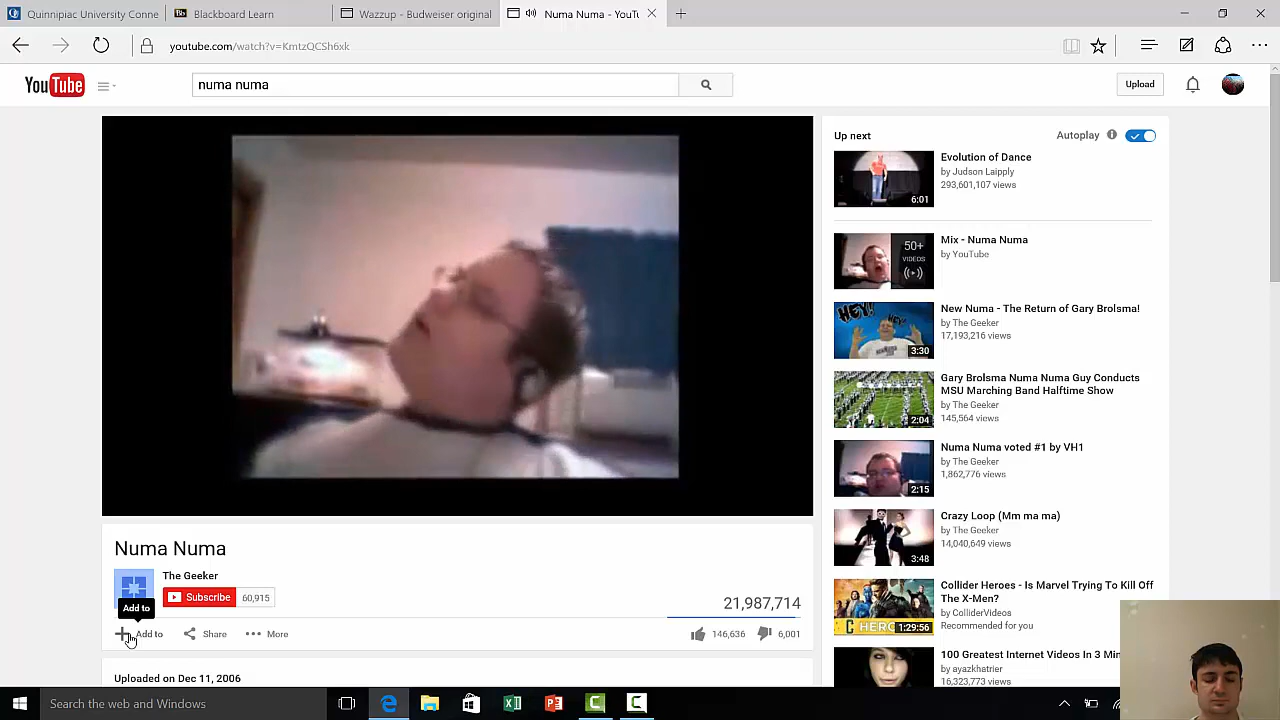 Quinnipiac University Conne
Blackboard Learn
Wazzup - Budweiser original
Numa Numa - YouTu
youtube.com/watch?v=KmtzQCSh6xk
YouTube
numa numa
Upload
Up next
Autoplay
Evolution of Dance
by Judson Laipply
293,601,107 views
6:01
Mix - Numa Numa
by YouTube
50+
VIDEOS
HEY!
HEY!
New Numa - The Return of Gary Brolsma!
by The Geeker
17,193,216 views
3:30
Gary Brolsma Numa Numa Guy Conducts
MSU Marching Band Halftime Show
by The Geeker
145,564 views
2:04
Numa Numa voted #1 by VH1
by The Geeker
1,862,776 views
2:15
Crazy Loop (Mm ma ma)
by The Geeker
14,040,649 views
3:48
Collider Heroes - Is Marvel Trying To Kill Off
The X-Men?
by ColliderVideos
Recommended for you
1:29:56
100 Greatest Internet Videos In 3 Min
by ayazkhatrier
16,323,773 views
Numa Numa
The Geeker
Subscribe
60,915
Add to
21,987,714
Add to
Share
More
146,636
6,001
Uploaded on Dec 11, 2006
Search the web and Windows